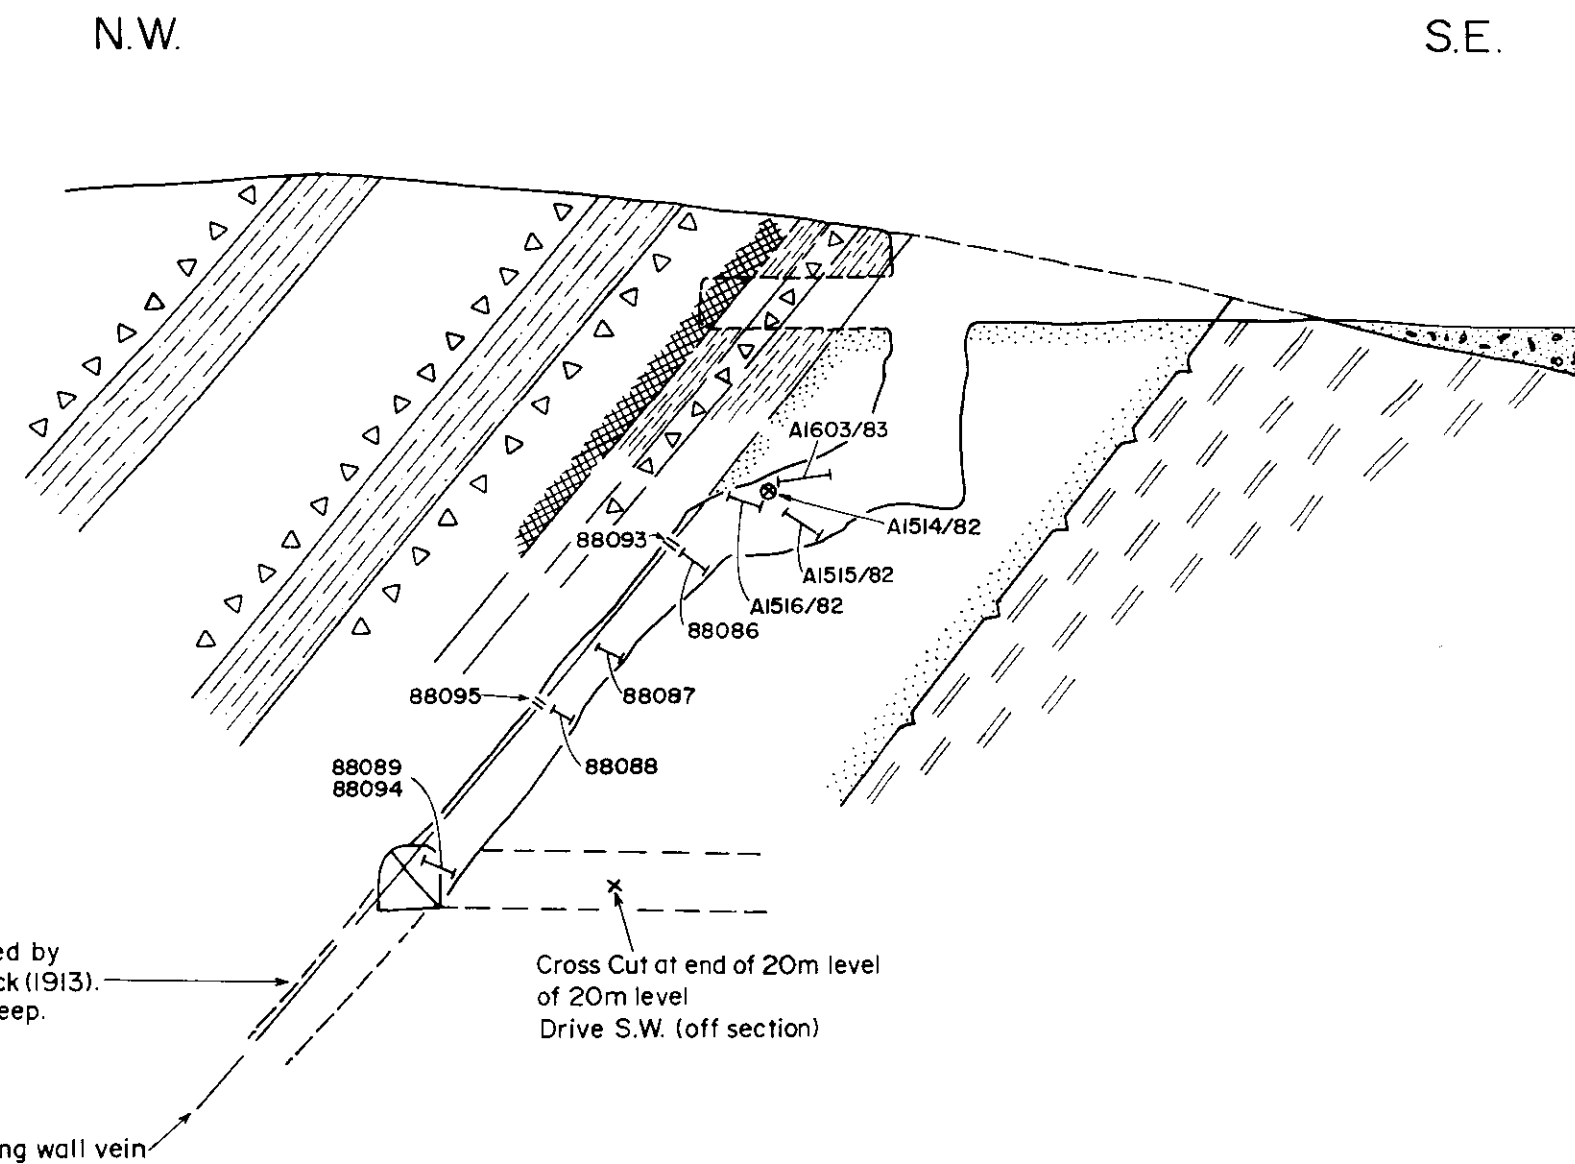 N.W.
S.E.
A1603/83
A1514/82
88093
A1515/82
A1516/82
88086
88095
88087
88088
88089
88094
ed by
ck (1913).
eep.
Cross Cut at end of 20m level
of 20m level
Drive S.W. (off section)
ng wall vein